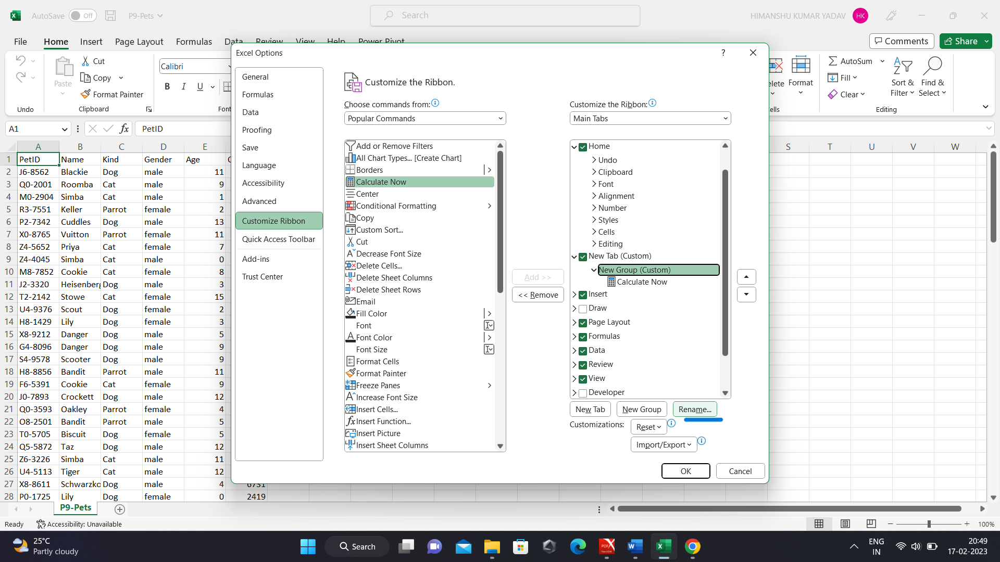 AutoSave Off P9-Pets Search HIMANSHU KUMAR YADAV HK
File Home Insert Page Layout Formulas Data Review View Help Power Pivot Comments Share
Cut
Copy
Format Painter
Paste
Undo
Clipboard
Calibri
B I U
Font
Format
AutoSum
Fill
Clear
Sort & Filter
Find & Select
Editing
A1 fx PetID
A B C D E S T U V W
1 PetID Name Kind Gender Age
2 J6-8562 Blackie Dog male 11
3 Q0-2001 Roomba Cat male 9
4 M0-2904 Simba Cat male 1
5 R3-7551 Keller Parrot female 2
6 P2-7342 Cuddles Dog male 13
7 X0-8765 Vuitton Parrot female 11
8 Z4-5652 Priya Cat female 7
9 Z4-4045 Simba Cat male 0
10 M8-7852 Cookie Cat female 8
11 J2-3320 Heisenberg Dog male 3
12 T2-2142 Stowe Cat female 15
13 U4-9376 Scout Dog female 2
14 H8-1429 Lily Dog female 3
15 X8-9212 Danger Dog male 5
16 G4-8096 Danger Dog male 9
17 S4-9578 Scooter Dog male 9
18 H8-8856 Bandit Parrot male 11
19 F6-5391 Cookie Cat female 9
20 J0-7893 Crockett Dog male 12
21 Q0-3593 Oakley Parrot female 4
22 O8-2501 Bandit Parrot male 5
23 T0-5705 Biscuit Dog female 5
24 Q5-5872 Taz Dog male 12
25 Z6-3226 Simba Cat male 11
26 U4-5113 Tiger Cat male 12
27 X8-8611 Schwarzko Dog male 4 6731
28 P0-1725 Lily Dog female 0 2419
Excel Options ?
General
Formulas
Data
Proofing
Save
Language
Accessibility
Advanced
Customize Ribbon
Quick Access Toolbar
Add-ins
Trust Center
Customize the Ribbon.
Choose commands from:
Popular Commands
Add or Remove Filters
All Chart Types... [Create Chart]
Borders
Calculate Now
Center
Conditional Formatting
Copy
Custom Sort...
Cut
Decrease Font Size
Delete Cells...
Delete Sheet Columns
Delete Sheet Rows
Email
Fill Color
Font
Font Color
Font Size
Format Cells
Format Painter
Freeze Panes
Increase Font Size
Insert Cells...
Insert Function...
Insert Picture
Insert Sheet Columns
Add >>
<< Remove
Customize the Ribbon:
Main Tabs
Home
Undo
Clipboard
Font
Alignment
Number
Styles
Cells
Editing
New Tab (Custom)
New Group (Custom)
Calculate Now
Insert
Draw
Page Layout
Formulas
Data
Review
View
Developer
New Tab New Group Rename...
Customizations: Reset
Import/Export
OK Cancel
P9-Pets
Ready Accessibility: Unavailable 100%
25°C
Partly cloudy
Search
ENG
IN
20:49
17-02-2023